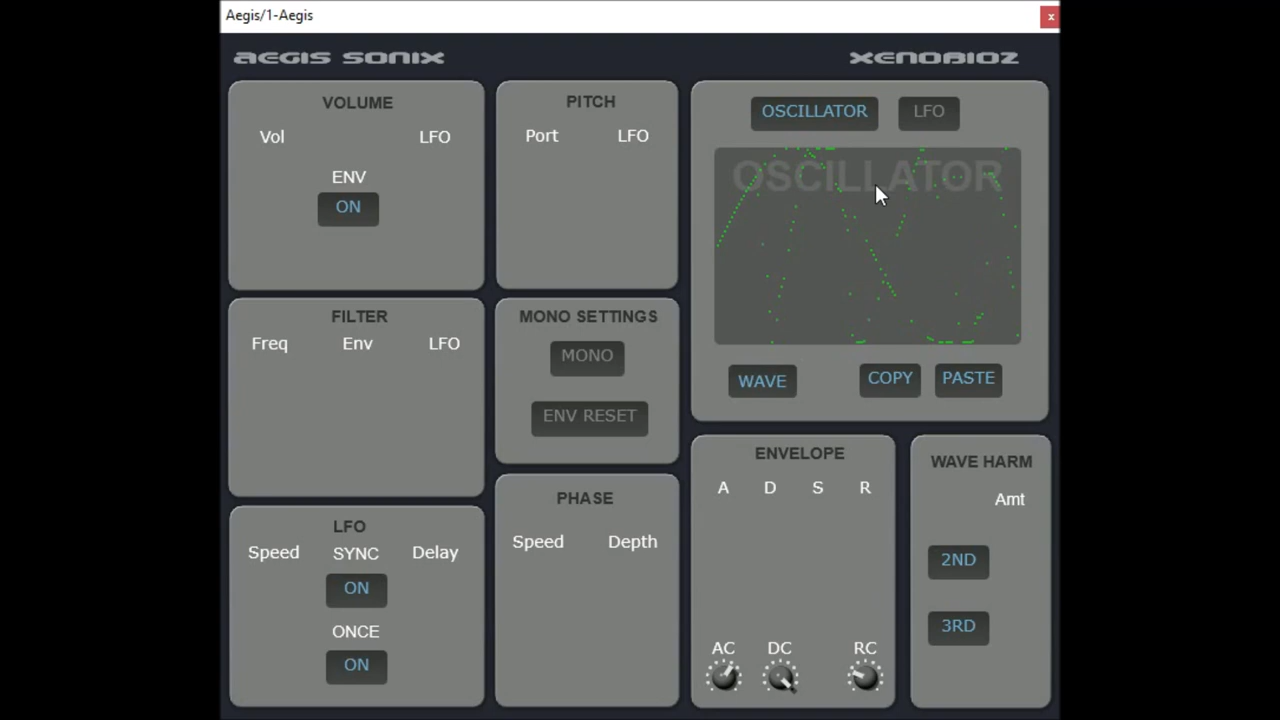 Aegis/1-Aegis
x
AEGIS SONIX
XENOBIOZ
VOLUME
Vol
LFO
ENV
ON
PITCH
Port
LFO
OSCILLATOR
LFO
OSCILLATOR
WAVE
COPY
PASTE
FILTER
Freq
Env
LFO
MONO SETTINGS
MONO
ENV RESET
LFO
Speed
SYNC
Delay
ON
ONCE
ON
PHASE
Speed
Depth
ENVELOPE
A
D
S
R
AC
DC
RC
WAVE HARM
Amt
2ND
3RD